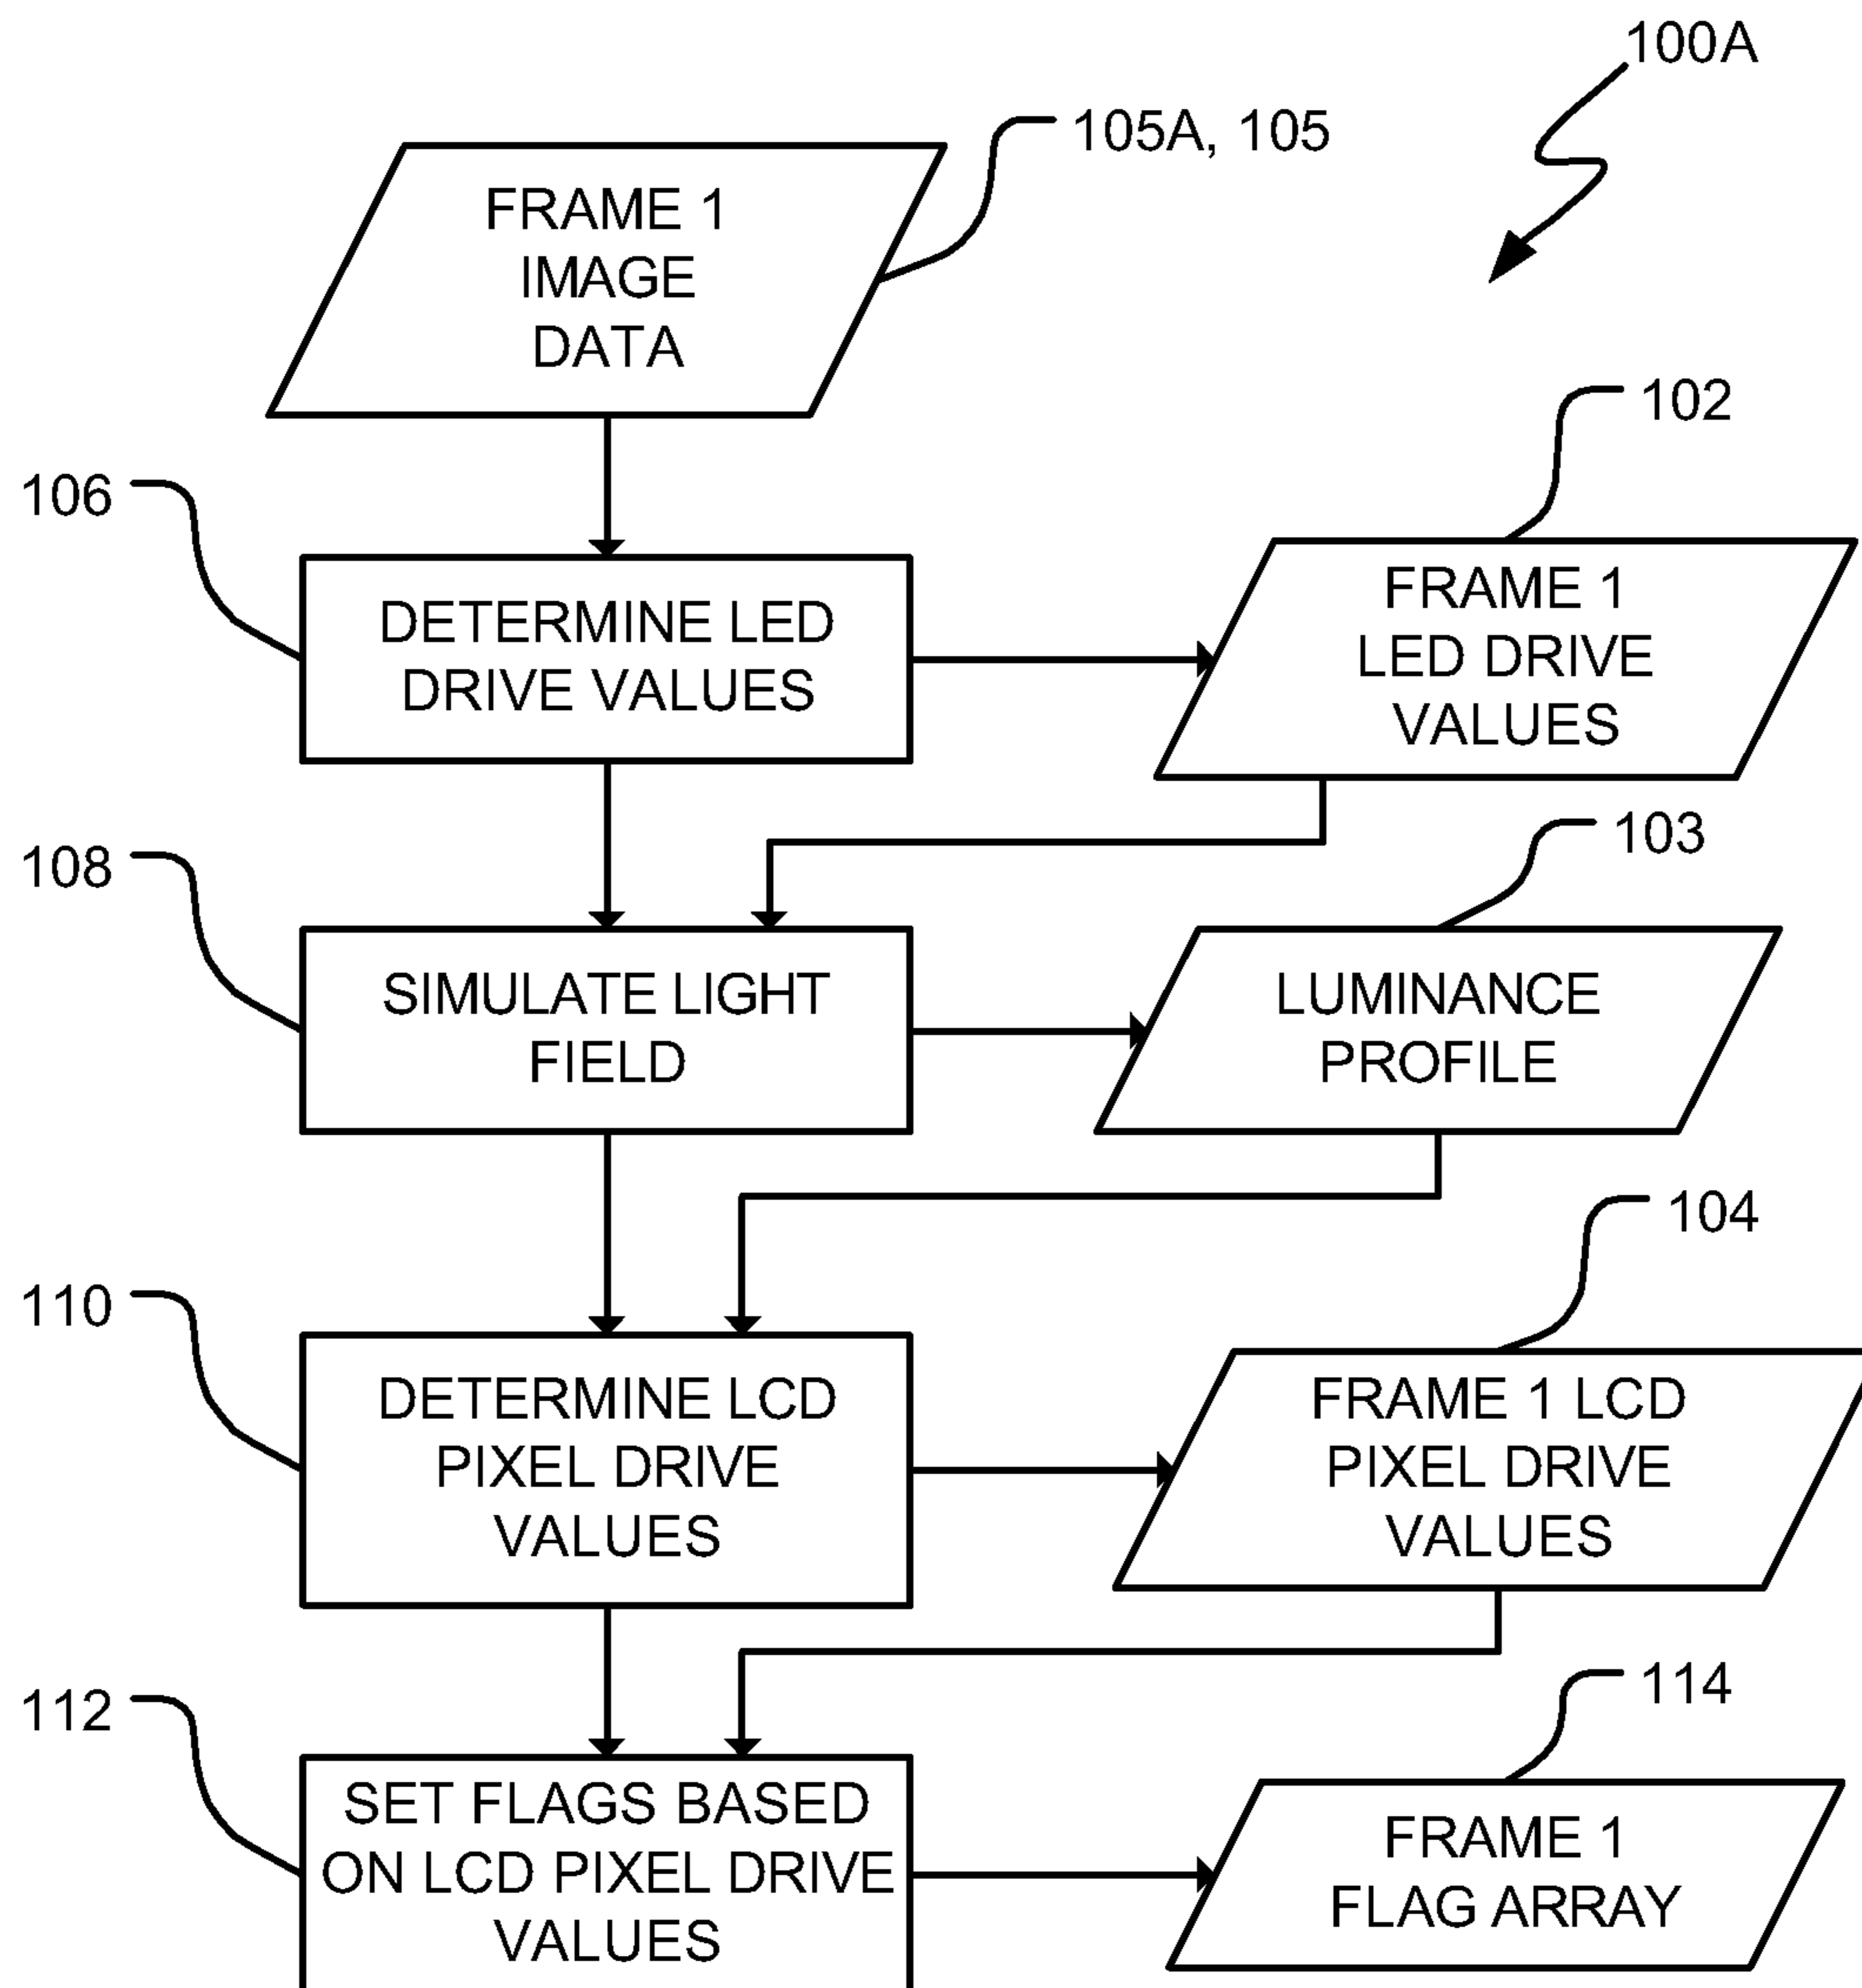 100A
105A, 105
FRAME 1
IMAGE
DATA
102
106
DETERMINE LED
DRIVE VALUES
FRAME 1
LED DRIVE
VALUES
103
108
SIMULATE LIGHT
FIELD
LUMINANCE
PROFILE
104
110
DETERMINE LCD
PIXEL DRIVE
VALUES
FRAME 1 LCD
PIXEL DRIVE
VALUES
114
112
SET FLAGS BASED
ON LCD PIXEL DRIVE
VALUES
FRAME 1
FLAG ARRAY